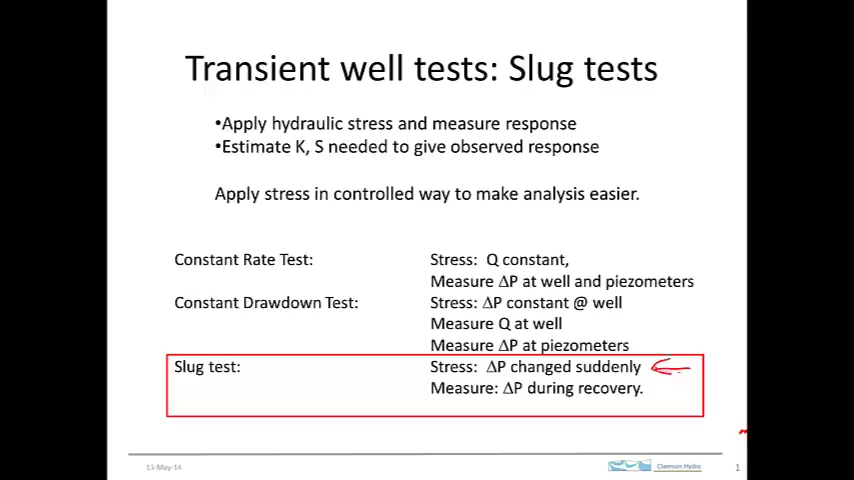 Transient well tests: Slug tests
•Apply hydraulic stress and measure response
•Estimate K, S needed to give observed response
Apply stress in controlled way to make analysis easier.
Constant Rate Test: Stress: Q constant,
Measure ΔP at well and piezometers
Constant Drawdown Test: Stress: ΔP constant @ well
Measure Q at well
Measure ΔP at piezometers
Slug test: Stress: ΔP changed suddenly
Measure: ΔP during recovery.
13-May-14 Clemson Hydro 1